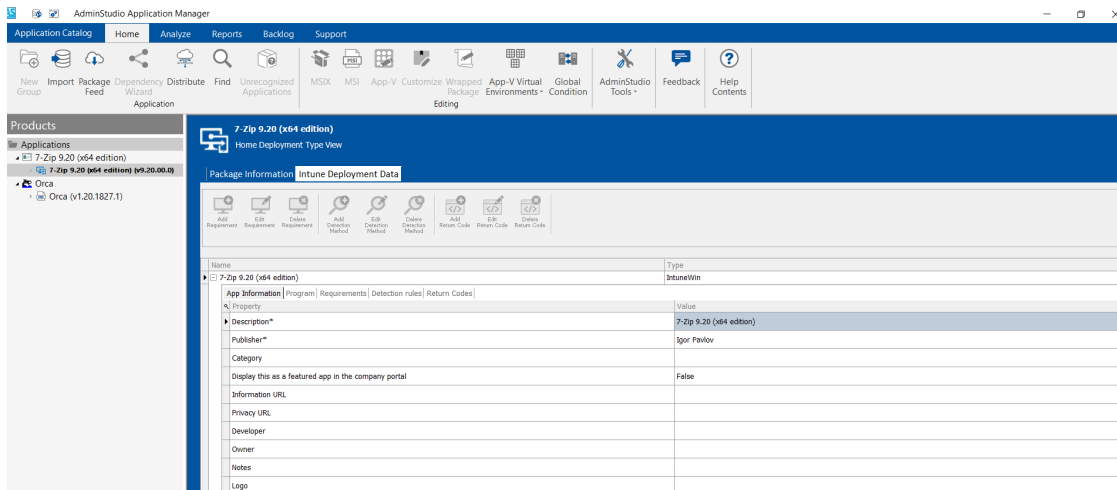 AdminStudio Application Manager
Application Catalog Home Analyze Reports Backlog Support
New Group
Import
Package Feed
Dependency Wizard
Distribute
Find
Unrecognized Applications
MSIX
MSI
App-V
Customize
Wrapped Package
App-V Virtual Environments
Global Condition
AdminStudio Tools
Feedback
Help Contents
Application
Editing
Products
Applications
7-Zip 9.20 (x64 edition)
7-Zip 9.20 (x64 edition) (v9.20.00.0)
Orca
Orca (v1.20.1827.1)
7-Zip 9.20 (x64 edition)
Home Deployment Type View
Package Information Intune Deployment Data
Add Requirement
Edit Requirement
Delete Requirement
Add Detection Method
Edit Detection Method
Delete Detection Method
Add Return Code
Edit Return Code
Delete Return Code
Name Type
7-Zip 9.20 (x64 edition) IntuneWin
App Information Program Requirements Detection rules Return Codes
Property Value
Description* 7-Zip 9.20 (x64 edition)
Publisher* Igor Pavlov
Category
Display this as a featured app in the company portal False
Information URL
Privacy URL
Developer
Owner
Notes
Logo